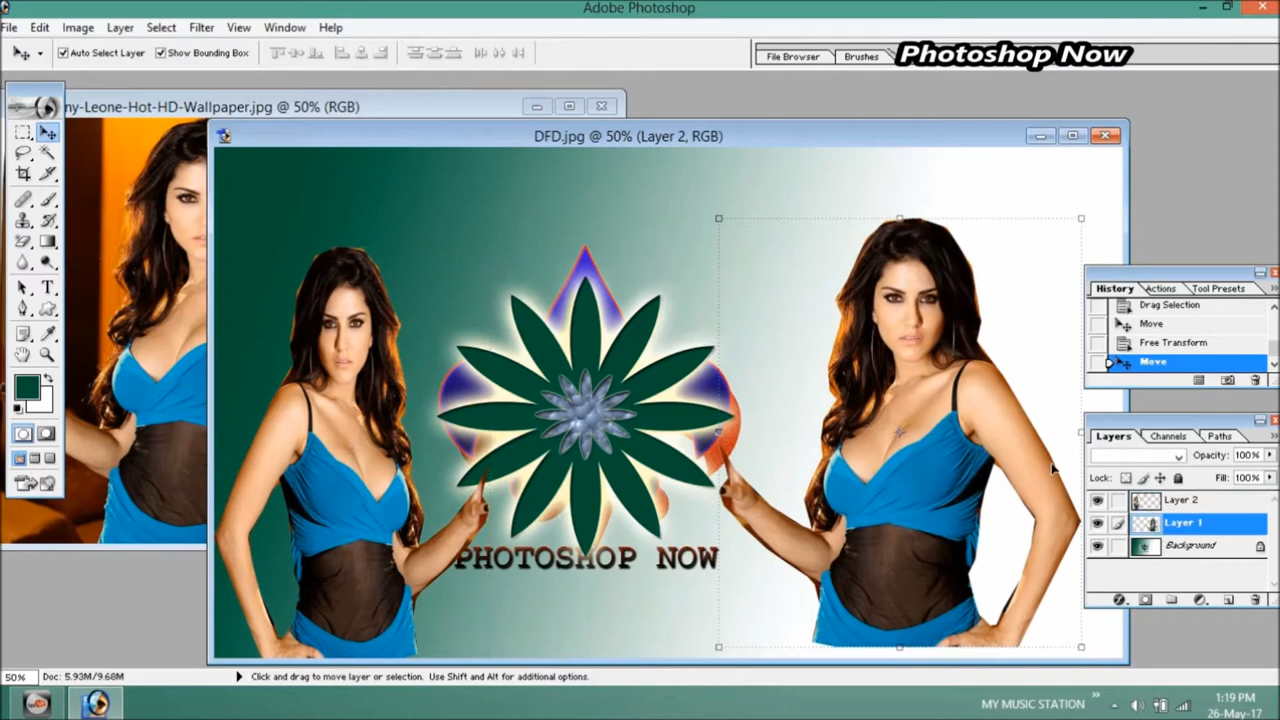 Adobe Photoshop
File Edit Image Layer Select Filter View Window Help
Auto Select Layer Show Bounding Box
File Browser Brushes
Photoshop Now
ny-Leone-Hot-HD-Wallpaper.jpg @ 50% (RGB)
DFD.jpg @ 50% (Layer 2, RGB)
History Actions Tool Presets
Drag Selection
Move
Free Transform
Move
Layers Channels Paths
Opacity: 100%
Lock: Fill: 100%
Layer 2
Layer 1
Background
PHOTOSHOP NOW
50% Doc: 5.93M/9.68M Click and drag to move layer or selection. Use Shift and Alt for additional options.
MY MUSIC STATION
1:19 PM
26-May-17